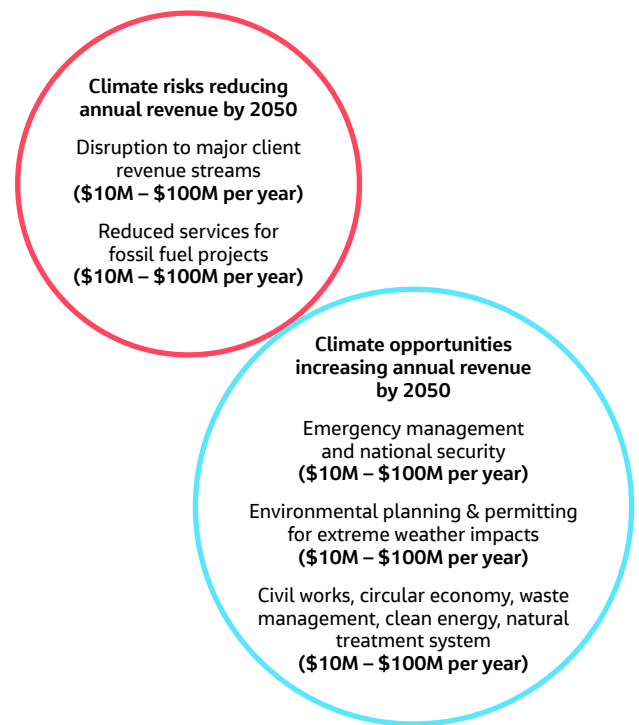 Climate risks reducing
annual revenue by 2050
Disruption to major client
revenue streams
($10M – $100M per year)
Reduced services for
fossil fuel projects
($10M – $100M per year)
Climate opportunities
increasing annual revenue
by 2050
Emergency management
and national security
($10M – $100M per year)
Environmental planning & permitting
for extreme weather impacts
($10M – $100M per year)
Civil works, circular economy, waste
management, clean energy, natural
treatment system
($10M – $100M per year)